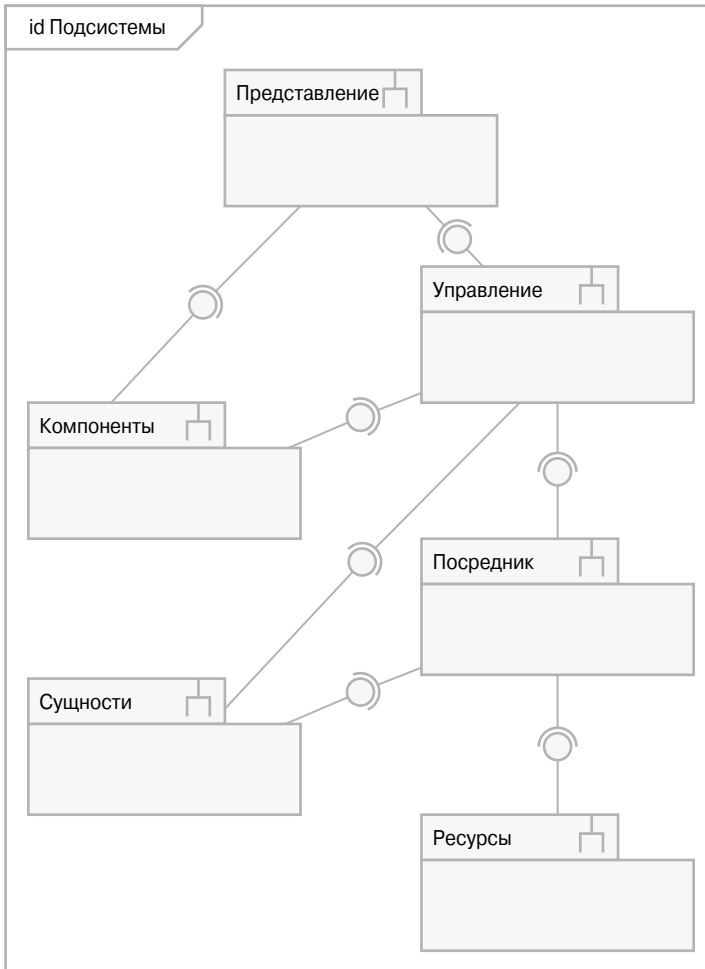 id Подсистемы
Представление
Управление
Компоненты
Посредник
Сущности
Ресурсы